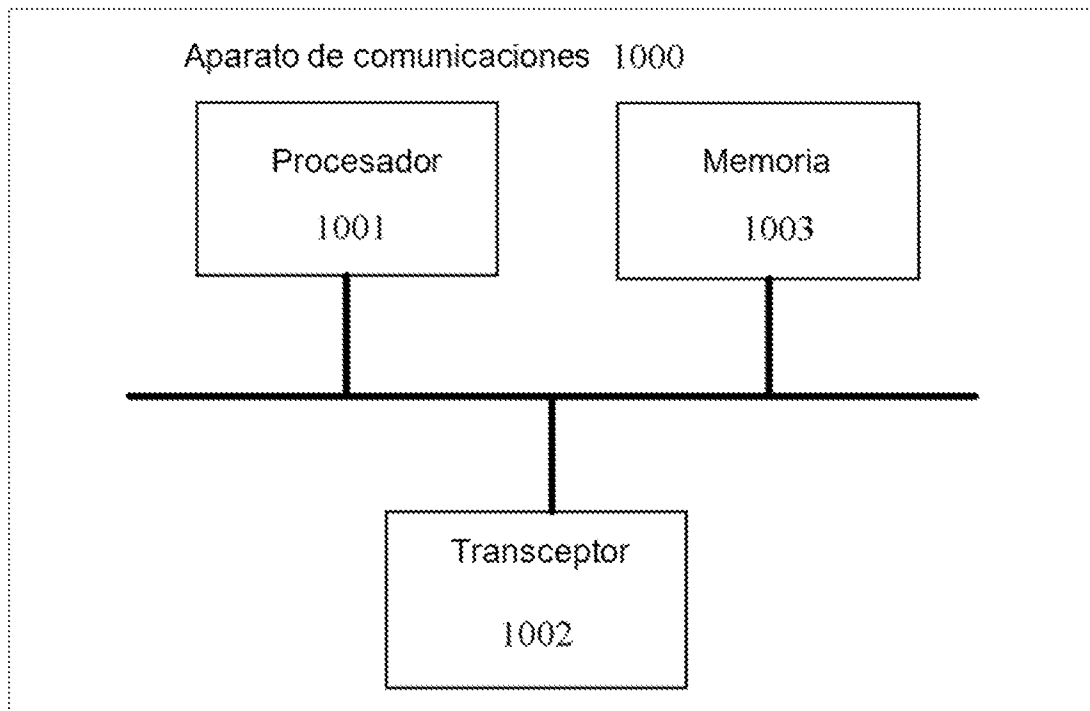 Aparato de comunicaciones 1000
Procesador
1001
Memoria
1003
Transceptor
1002